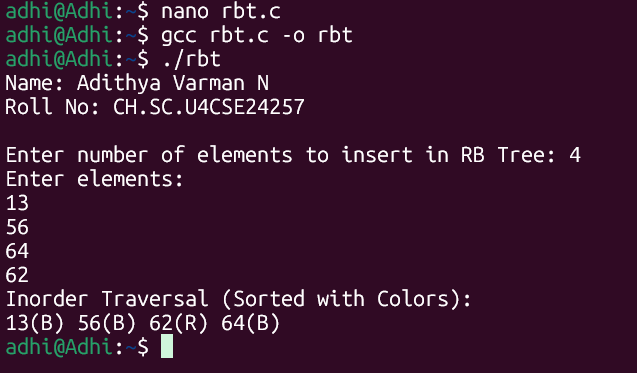 adhi@Adhi:~$ nano rbt.c
adhi@Adhi:~$ gcc rbt.c -o rbt
adhi@Adhi:~$ ./rbt
Name: Adithya Varman N
Roll No: CH.SC.U4CSE24257
Enter number of elements to insert in RB Tree: 4
Enter elements:
13
56
64
62
Inorder Traversal (Sorted with Colors):
13(B) 56(B) 62(R) 64(B)
adhi@Adhi:~$